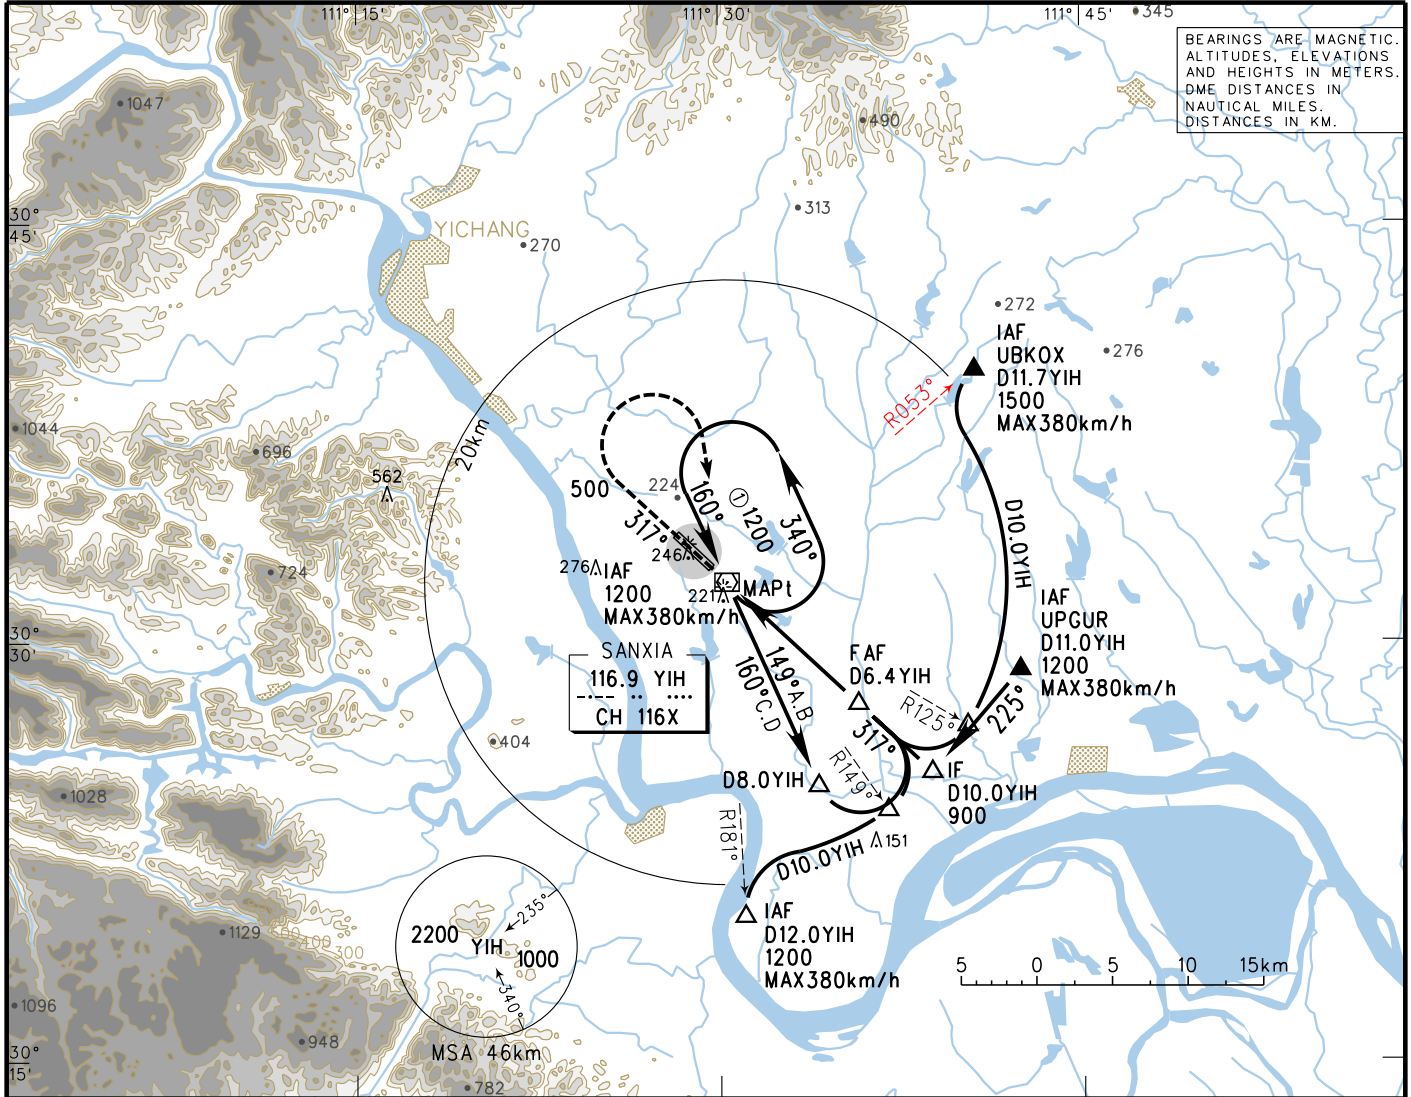 111° 15'
111° 30'
111° 45'
345
BEARINGS ARE MAGNETIC.
ALTITUDES, ELEVATIONS
AND HEIGHTS IN METERS.
DME DISTANCES IN
NAUTICAL MILES.
DISTANCES IN KM.
1047
490
313
30°
45'
YICHANG
270
272
276
IAF
UBKOX
D11.7YIH
1500
MAX380km/h
R053°
1044
696
562
20km
500
317°
224
160°
①1200
340°
D10.0YIH
246
724
276
IAF
1200
MAX380km/h
221
MAPt
IAF
UPGUR
D11.0YIH
1200
MAX380km/h
30°
30'
SANXIA
116.9 YIH
CH 116X
149°A.B
160°C.D
FAF
D6.4YIH
R125°
225°
317°
404
R149°
D8.0YIH
IF
D10.0YIH
900
1028
R181°
D10.0YIH
151
IAF
D12.0YIH
1200
MAX380km/h
1129
400
300
2200
YIH
1000
235°
340°
MSA 46km
5 0 5 10 15km
1096
948
782
30°
15'